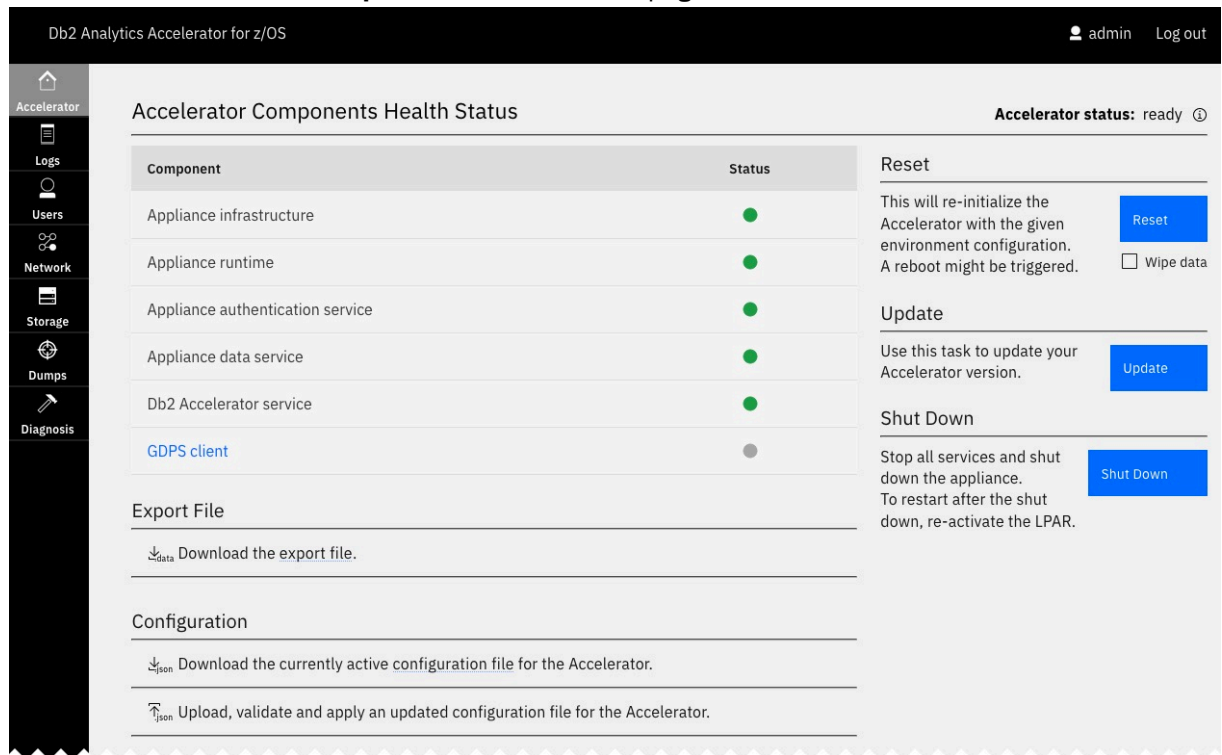 Db2 Analytics Accelerator for z/OS
admin Log out
Accelerator
Logs
Users
Network
Storage
Dumps
Diagnosis
Accelerator Components Health Status
Accelerator status: ready
Component Status
Appliance infrastructure
Appliance runtime
Appliance authentication service
Appliance data service
Db2 Accelerator service
GDPS client
Export File
data Download the export file.
Configuration
json Download the currently active configuration file for the Accelerator.
json Upload, validate and apply an updated configuration file for the Accelerator.
Reset
This will re-initialize the
Accelerator with the given
environment configuration.
A reboot might be triggered.
Reset
Wipe data
Update
Use this task to update your
Accelerator version.
Update
Shut Down
Stop all services and shut
down the appliance.
To restart after the shut
down, re-activate the LPAR.
Shut Down